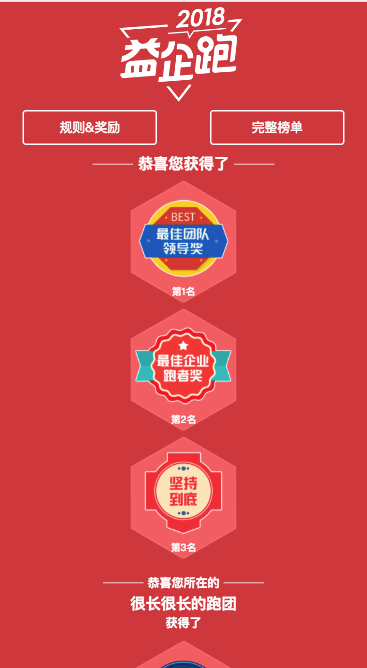 2018
益企跑
规则&奖励
完整榜单
恭喜您获得了
BEST
最佳团队
领导奖
第1名
最佳企业
跑者奖
第2名
坚持
到底
第3名
恭喜您所在的
很长很长的跑团
获得了